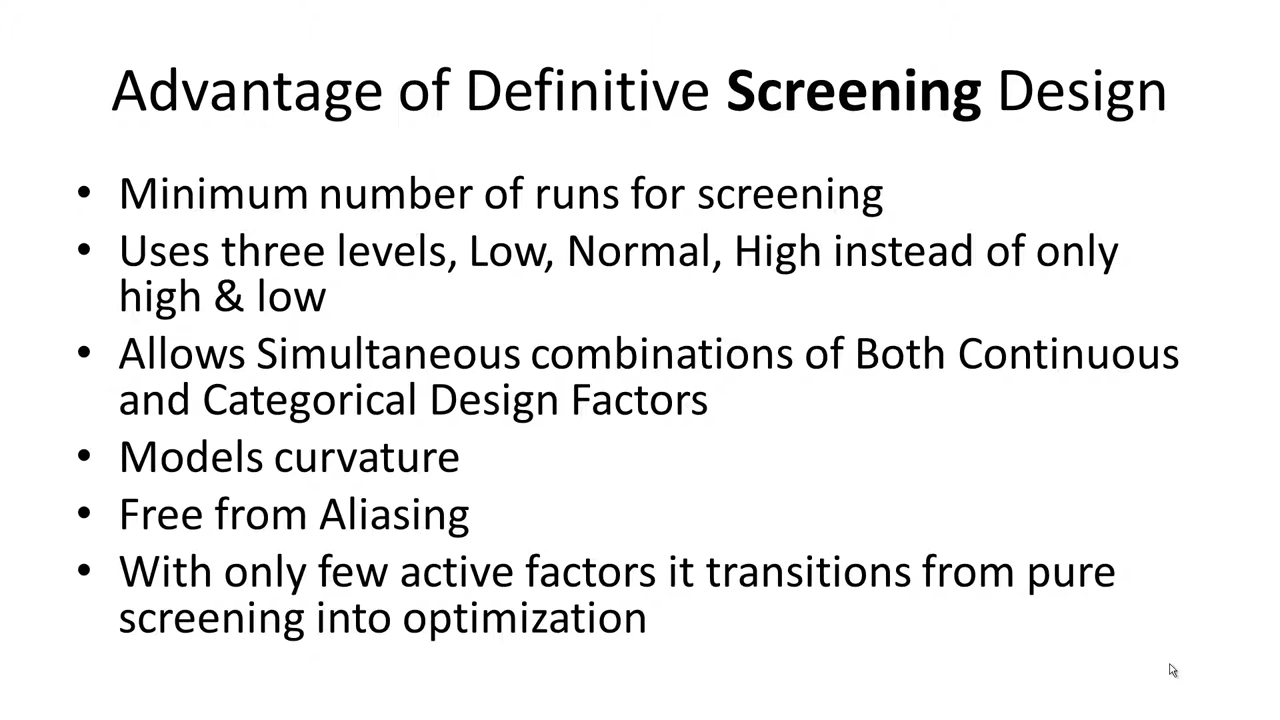 Advantage of Definitive Screening Design
• Minimum number of runs for screening
• Uses three levels, Low, Normal, High instead of only
high & low
• Allows Simultaneous combinations of Both Continuous
and Categorical Design Factors
• Models curvature
• Free from Aliasing
• With only few active factors it transitions from pure
screening into optimization